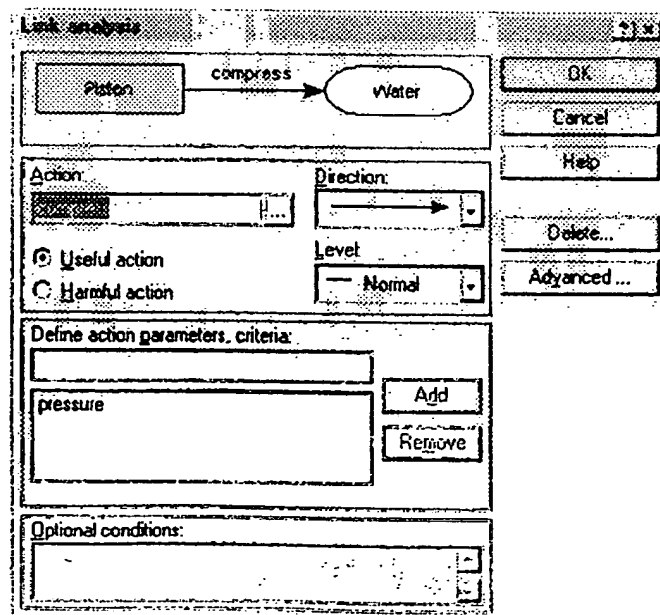 Link analysis
Piston
compress
Water
OK
Cancel
Help
Action:
Direction:
...
Useful action
Harmful action
Level:
Normal
Delete...
Advanced ...
Define action parameters, criteria:
pressure
Add
Remove
Optional conditions: